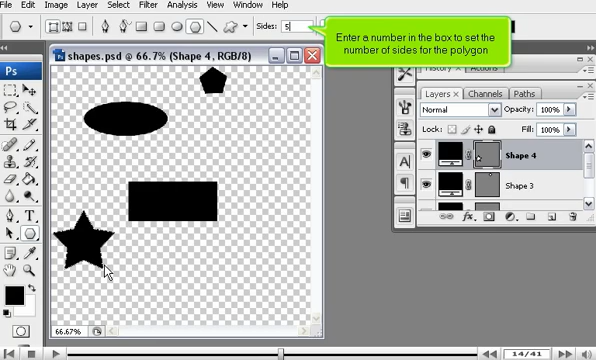 File Edit Image Layer Select Filter Analysis View Window Help
Sides: 5
Enter a number in the box to set the
number of sides for the polygon
Ps
shapes.psd @ 66.7% (Shape 4, RGB/8)
History × Actions
Layers × Channels Paths
Normal Opacity: 100%
Lock: Fill: 100%
Shape 4
Shape 3
fx
A
T
66.67%
14/41